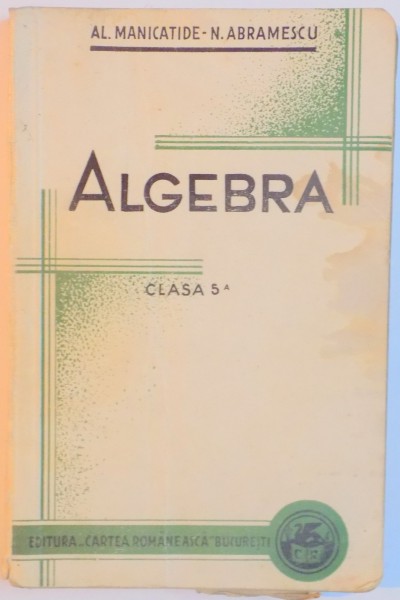 AL. MANICATIDE - N. ABRAMESCU
ALGEBRA
CLASA 5ᴬ
EDITURA „CARTEA ROMÂNEASCĂ" BUCUREȘTI